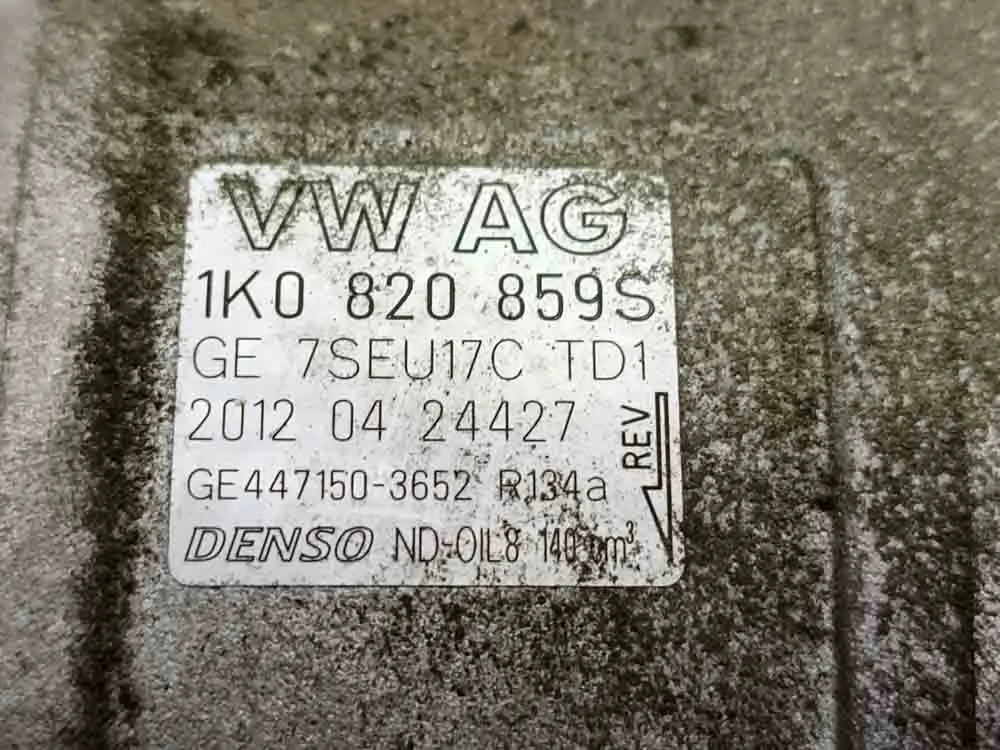 VW AG
1K0 820 859S
GE 7SEU17C TD1
2012 04 24427
REV
GE447150-3652 R134a
DENSO ND-OIL8 140 cm³